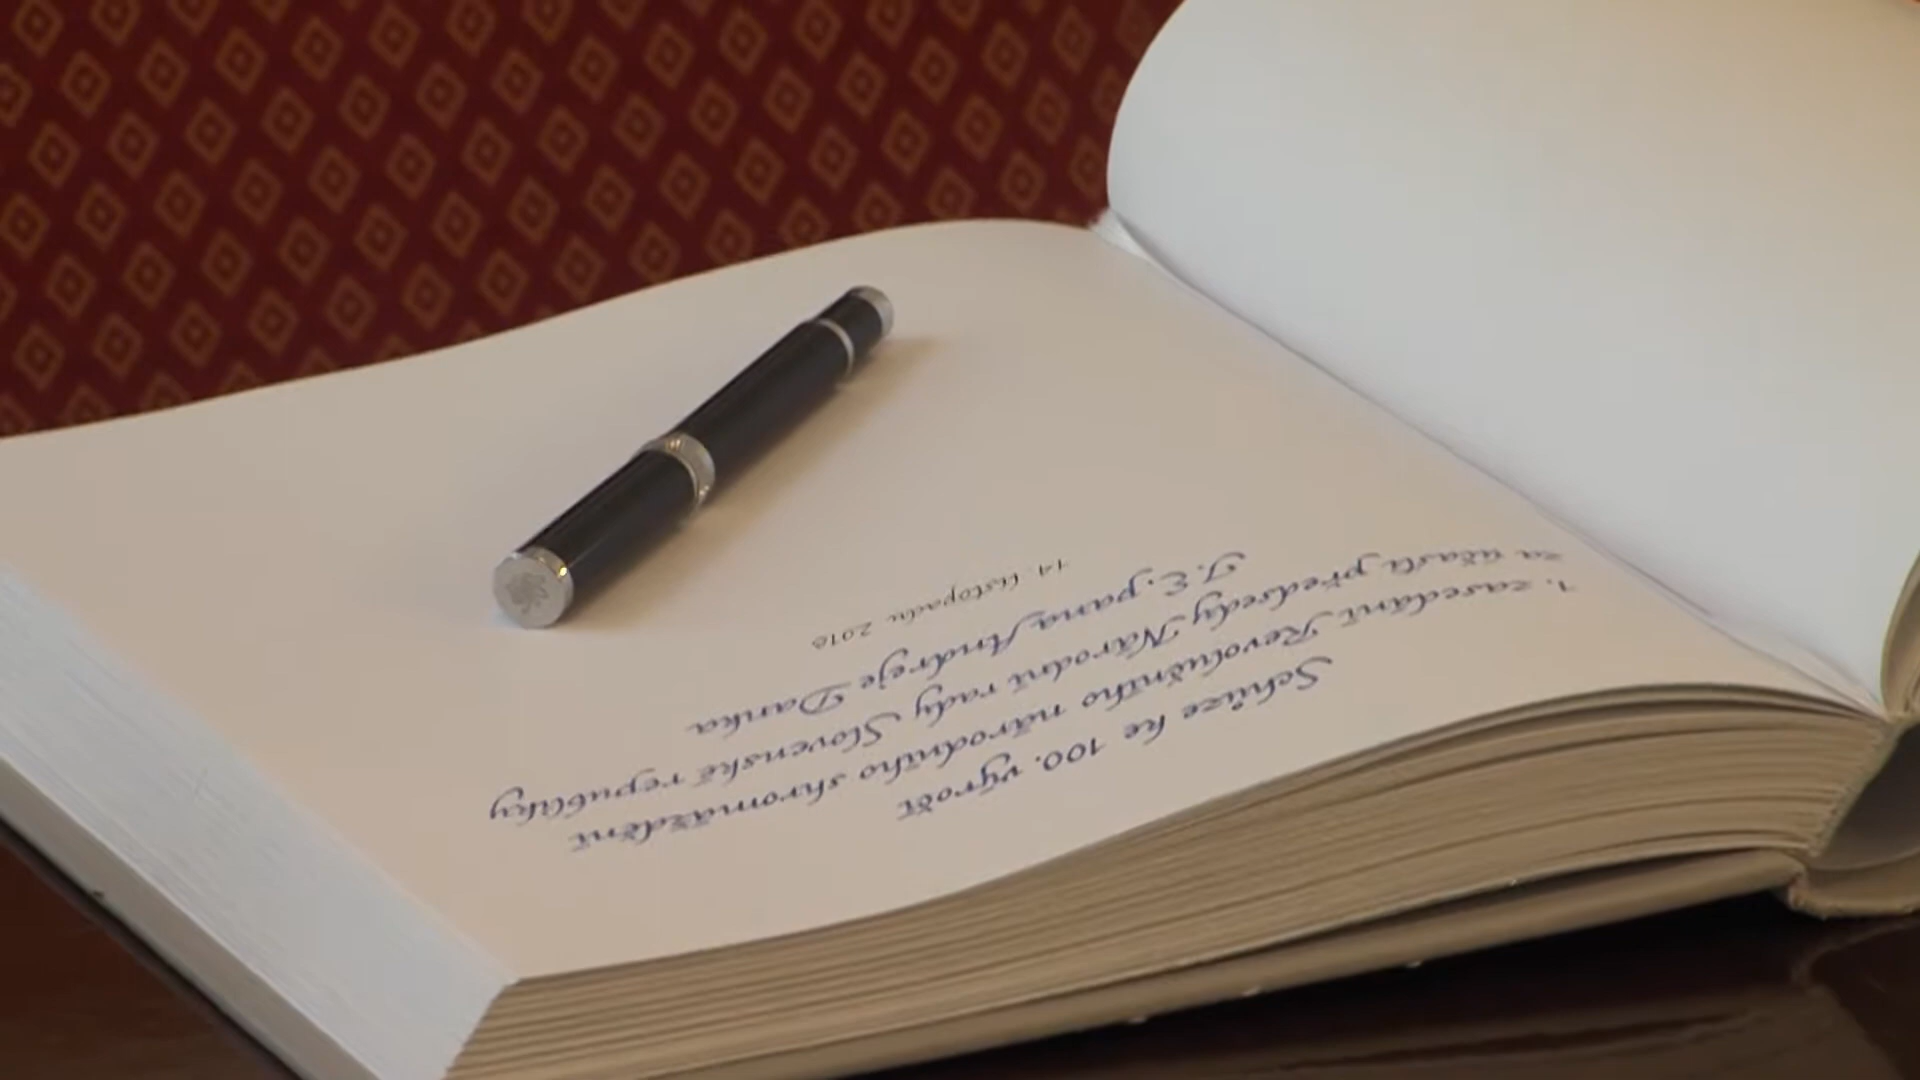 Schůze ke 100. výročí
1. zasedání Revolučního národního shromáždění
za účasti předsedy Národní rady Slovenské republiky
J. E. pana Andreje Danka
14. listopadu 2018